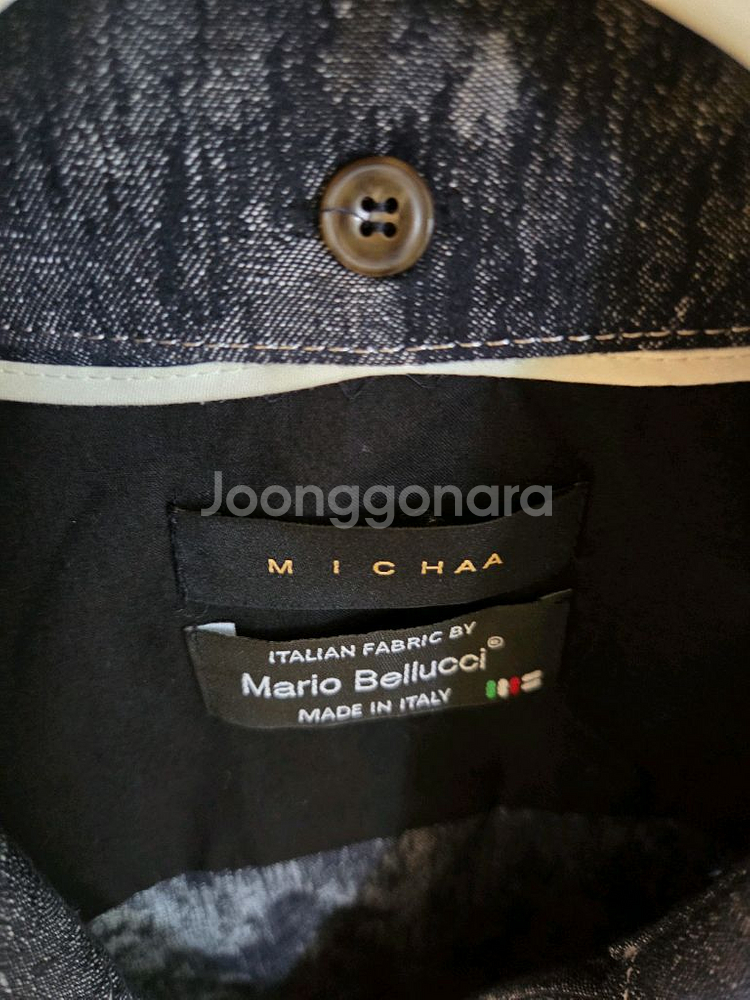 Joonggonara
MICHAA
ITALIAN FABRIC BY
Mario Bellucci®
MADE IN ITALY